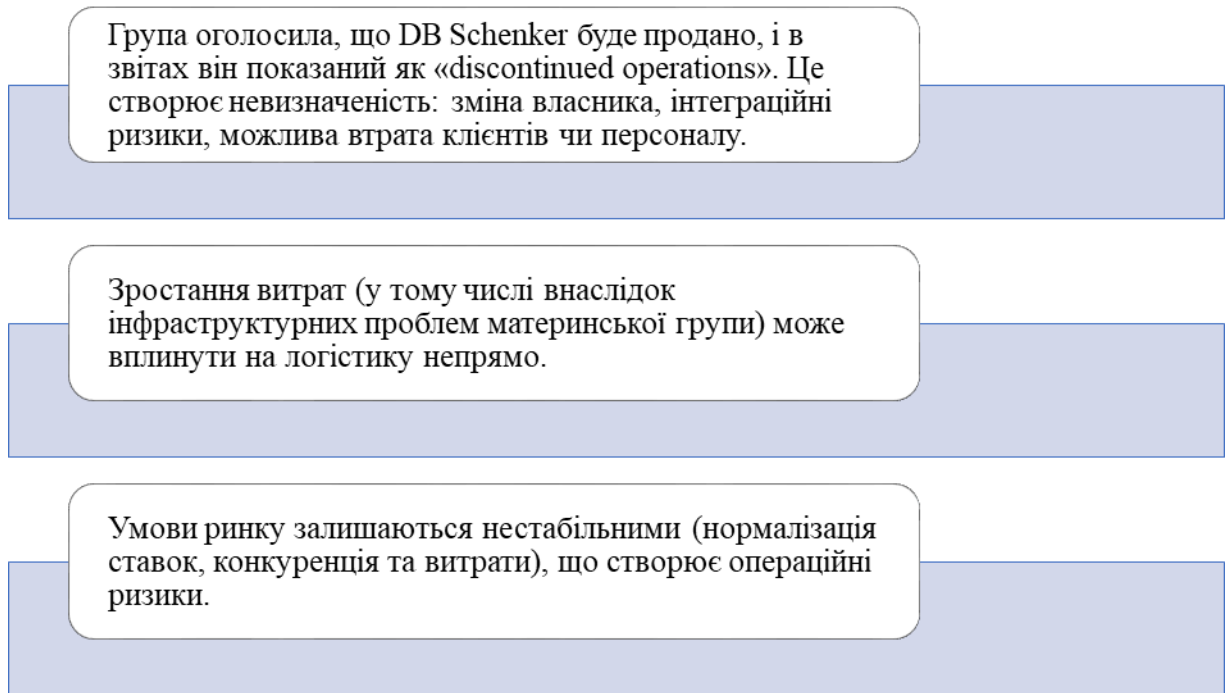 Група оголосила, що DB Schenker буде продано, і в
звітах він показаний як «discontinued operations». Це
створює невизначеність: зміна власника, інтеграційні
ризики, можлива втрата клієнтів чи персоналу.
Зростання витрат (у тому числі внаслідок
інфраструктурних проблем материнської групи) може
вплинути на логістику непрямо.
Умови ринку залишаються нестабільними (нормалізація
ставок, конкуренція та витрати), що створює операційні
ризики.